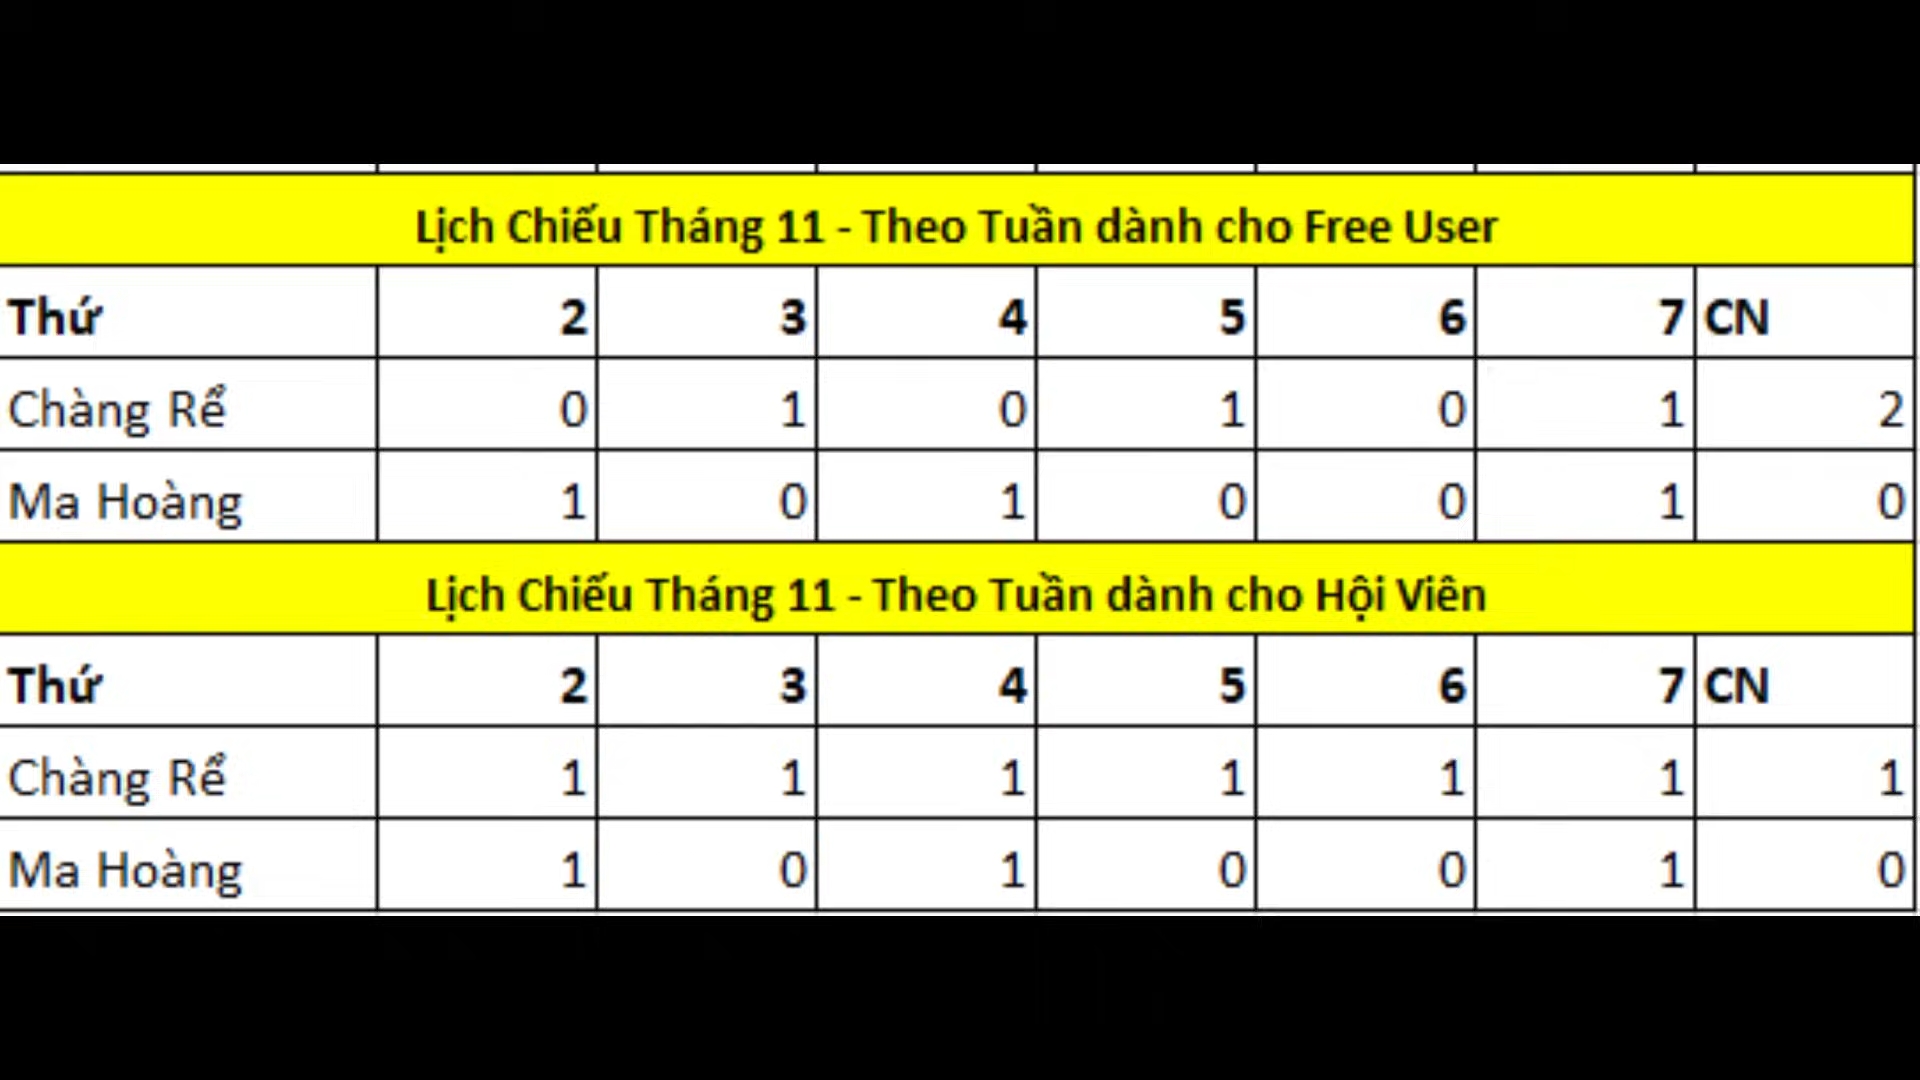 Lịch Chiếu Tháng 11 - Theo Tuần dành cho Free User
Thứ 2 3 4 5 6 7 CN
Chàng Rể 0 1 0 1 0 1 2
Ma Hoàng 1 0 1 0 0 1 0
Lịch Chiếu Tháng 11 - Theo Tuần dành cho Hội Viên
Thứ 2 3 4 5 6 7 CN
Chàng Rể 1 1 1 1 1 1 1
Ma Hoàng 1 0 1 0 0 1 0